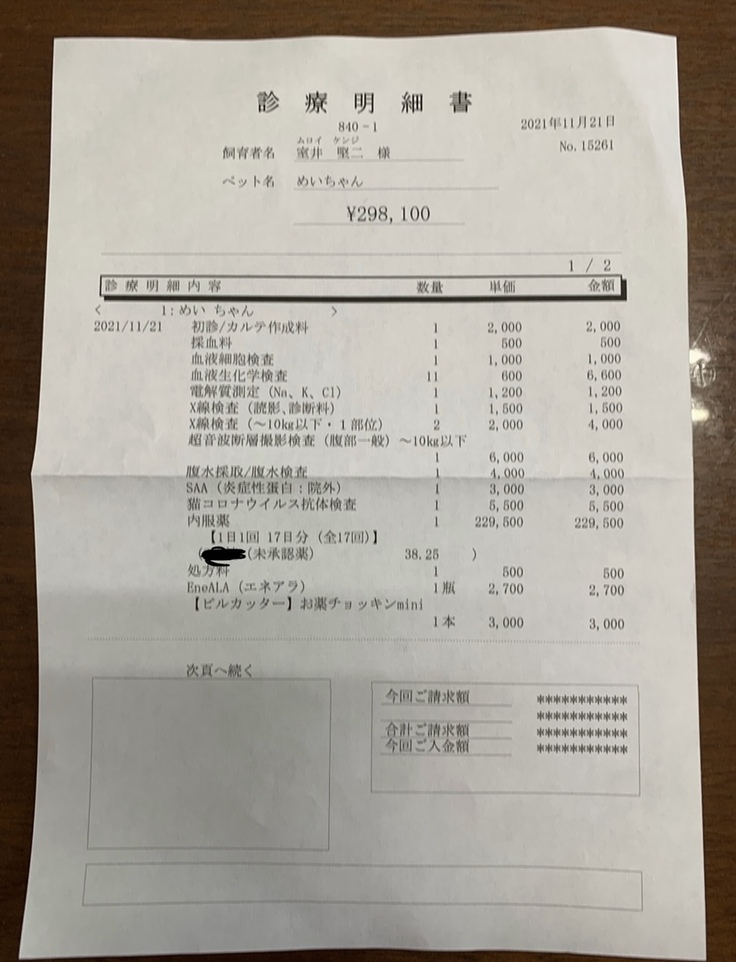 診療明細書
840-1
2021年11月21日
No.15261
ムロイ ケンジ
飼育者名 室井 堅二 様
ペット名 めいちゃん
¥298,100
1 / 2
診療明細内容 数量 単価 金額
< 1:めい ちゃん >
2021/11/21 初診/カルテ作成料 1 2,000 2,000
採血料 1 500 500
血液細胞検査 1 1,000 1,000
血液生化学検査 11 600 6,600
電解質測定 (Na、K、Cl) 1 1,200 1,200
X線検査 (読影、診断料) 1 1,500 1,500
X線検査 (~10kg以下・1部位) 2 2,000 4,000
超音波断層撮影検査 (腹部一般) ~10kg以下
1 6,000 6,000
腹水採取/腹水検査 1 4,000 4,000
SAA (炎症性蛋白:院外) 1 3,000 3,000
猫コロナウイルス抗体検査 1 5,500 5,500
内服薬 1 229,500 229,500
【1日1回 17日分 (全17回)】
( (未承認薬) 38.25 )
処方料 1 500 500
EneALA (エネアラ) 1瓶 2,700 2,700
【ピルカッター】お薬チョッキンmini
1本 3,000 3,000
次頁へ続く
今回ご請求額 ***********
***********
合計ご請求額 ***********
今回ご入金額 ***********